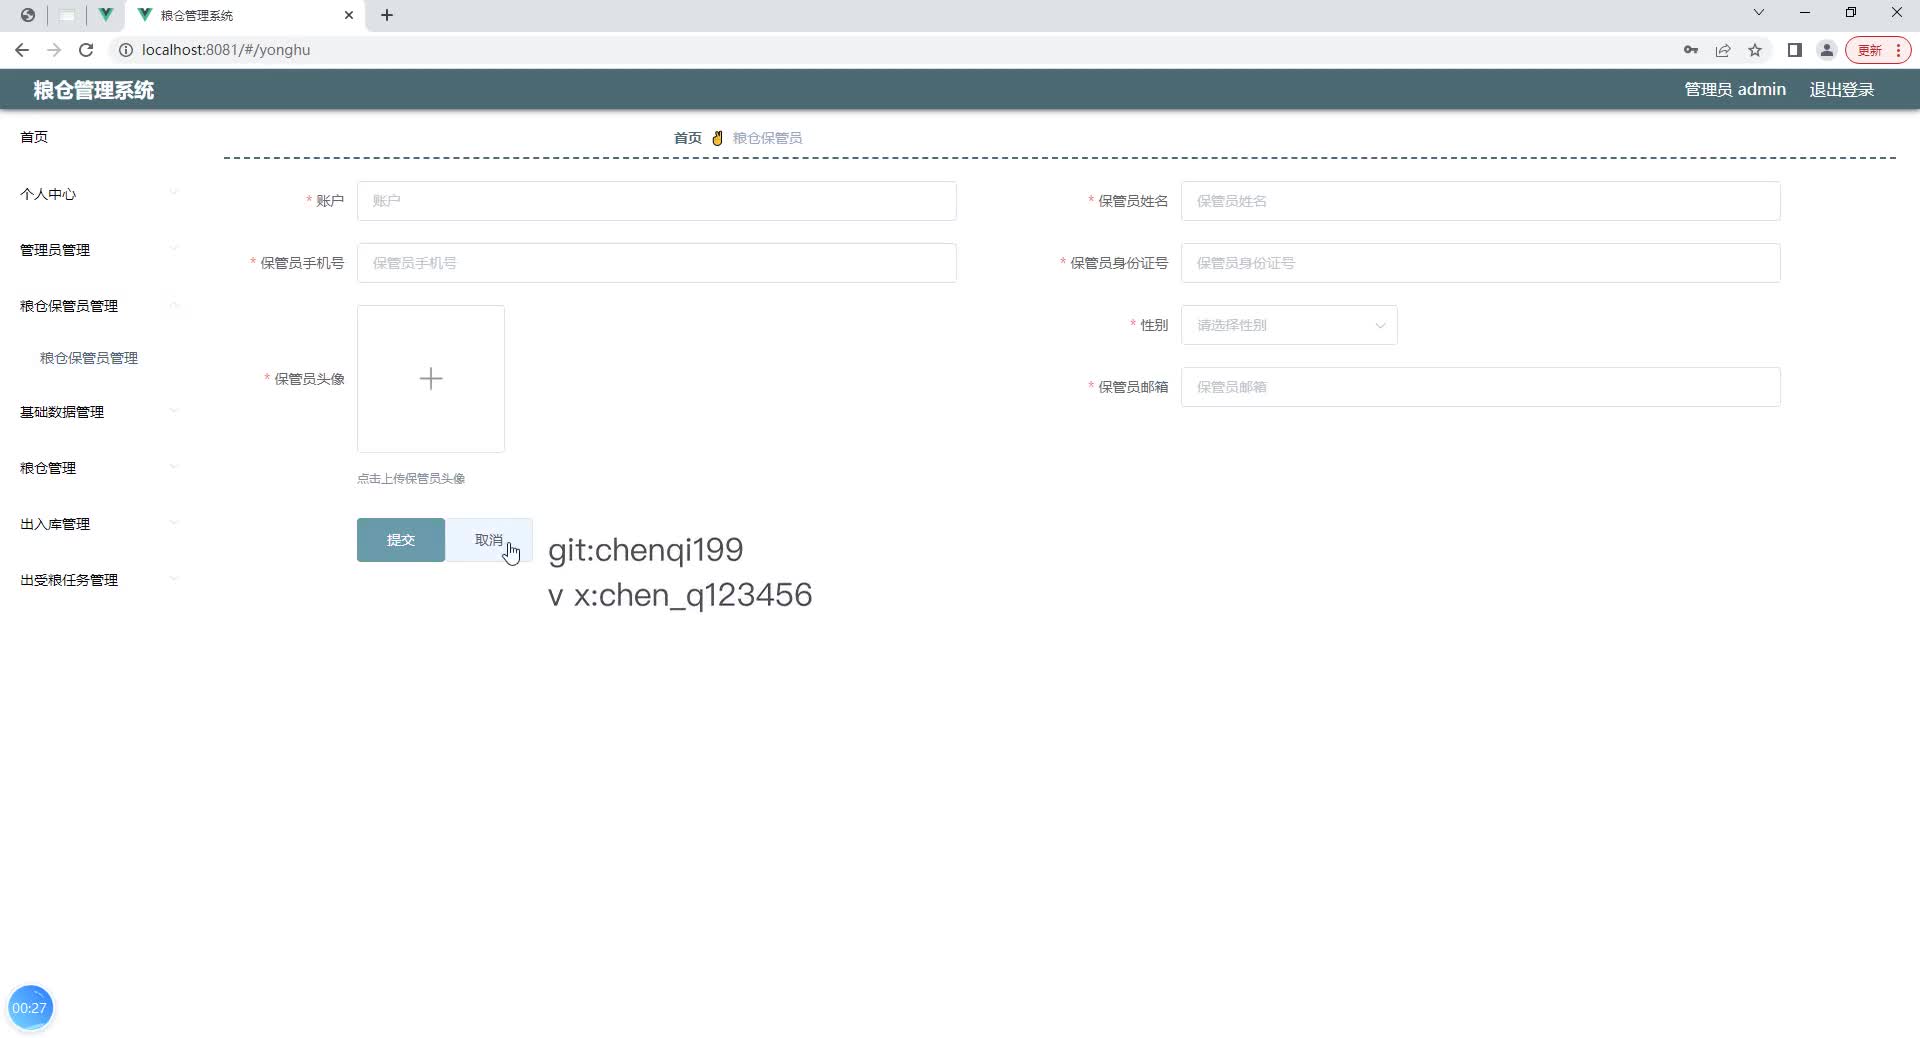 粮仓管理系统
localhost:8081/#/yonghu
更新
粮仓管理系统
管理员 admin
退出登录
首页
个人中心
管理员管理
粮仓保管员管理
粮仓保管员管理
基础数据管理
粮仓管理
出入库管理
出受粮任务管理
首页 ✌ 粮仓保管员
* 账户
账户
* 保管员姓名
保管员姓名
* 保管员手机号
保管员手机号
* 保管员身份证号
保管员身份证号
* 保管员头像
点击上传保管员头像
* 性别
请选择性别
* 保管员邮箱
保管员邮箱
提交
取消
git:chenqi199
v x:chen_q123456
00:27